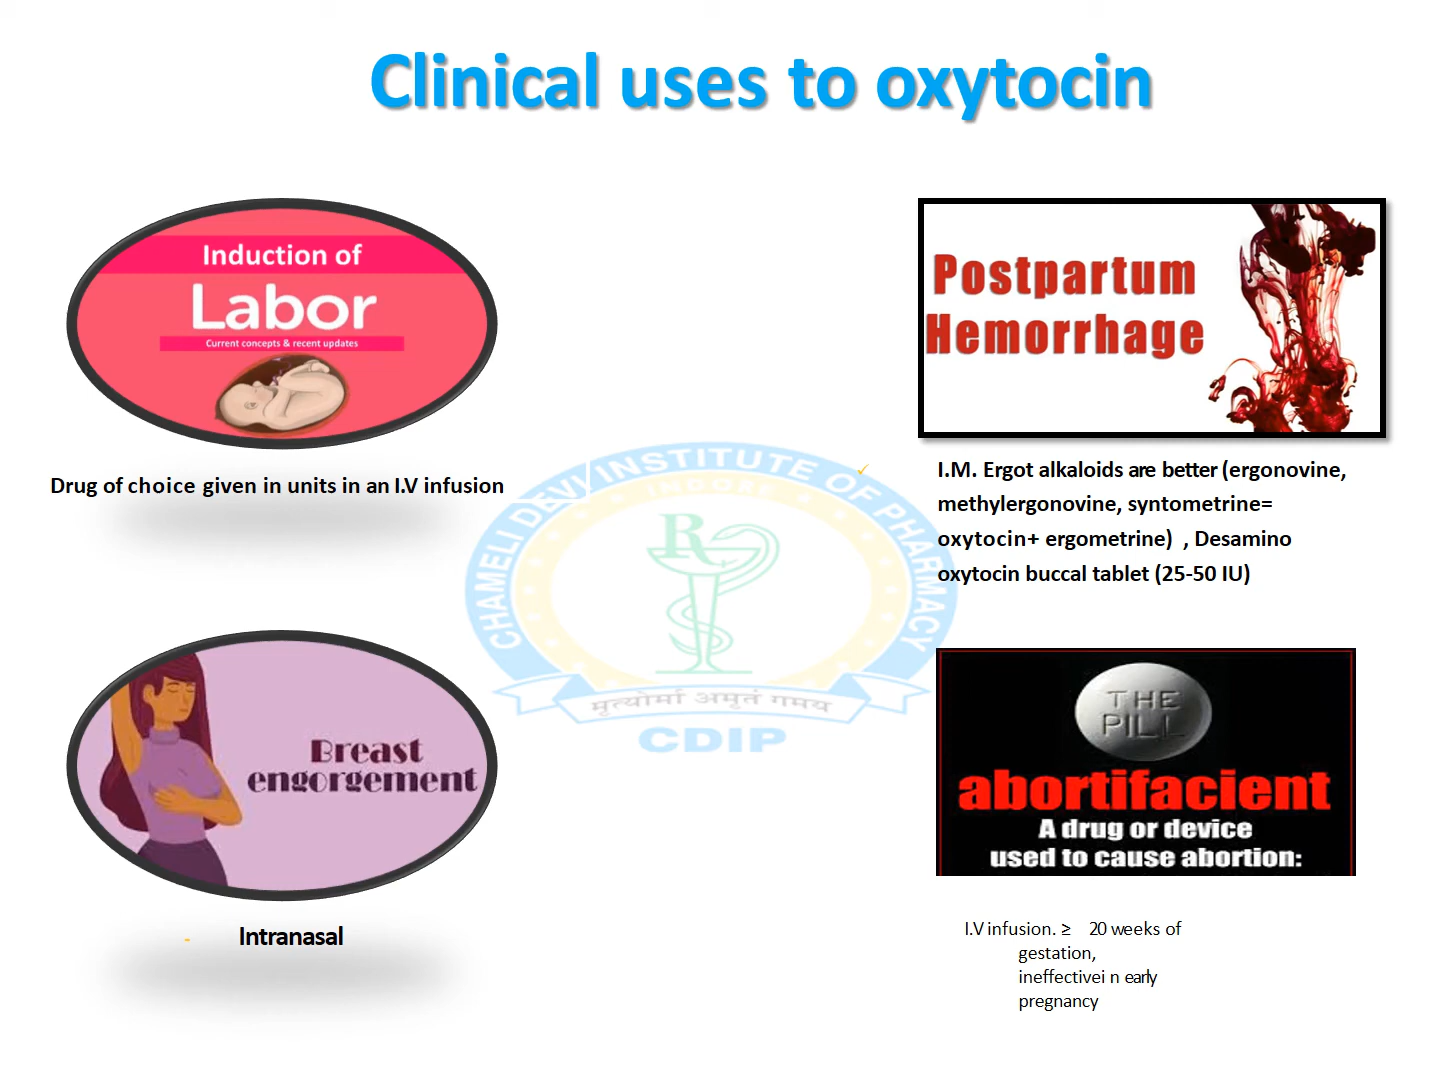 Clinical uses to oxytocin
Induction of
Labor
Current concepts & recent updates
Drug of choice given in units in an I.V infusion
Postpartum
Hemorrhage
✓ I.M. Ergot alkaloids are better (ergonovine,
methylergonovine, syntometrine=
oxytocin+ ergometrine) , Desamino
oxytocin buccal tablet (25-50 IU)
CHAMELI DEVI INSTITUTE OF PHARMACY
INDORE
Rx
मृत्योर्मा अमृतं गमय
CDIP
Breast
engorgement
- Intranasal
THE
PILL
abortifacient
A drug or device
used to cause abortion:
I.V infusion. ≥ 20 weeks of
gestation,
ineffectivei n early
pregnancy